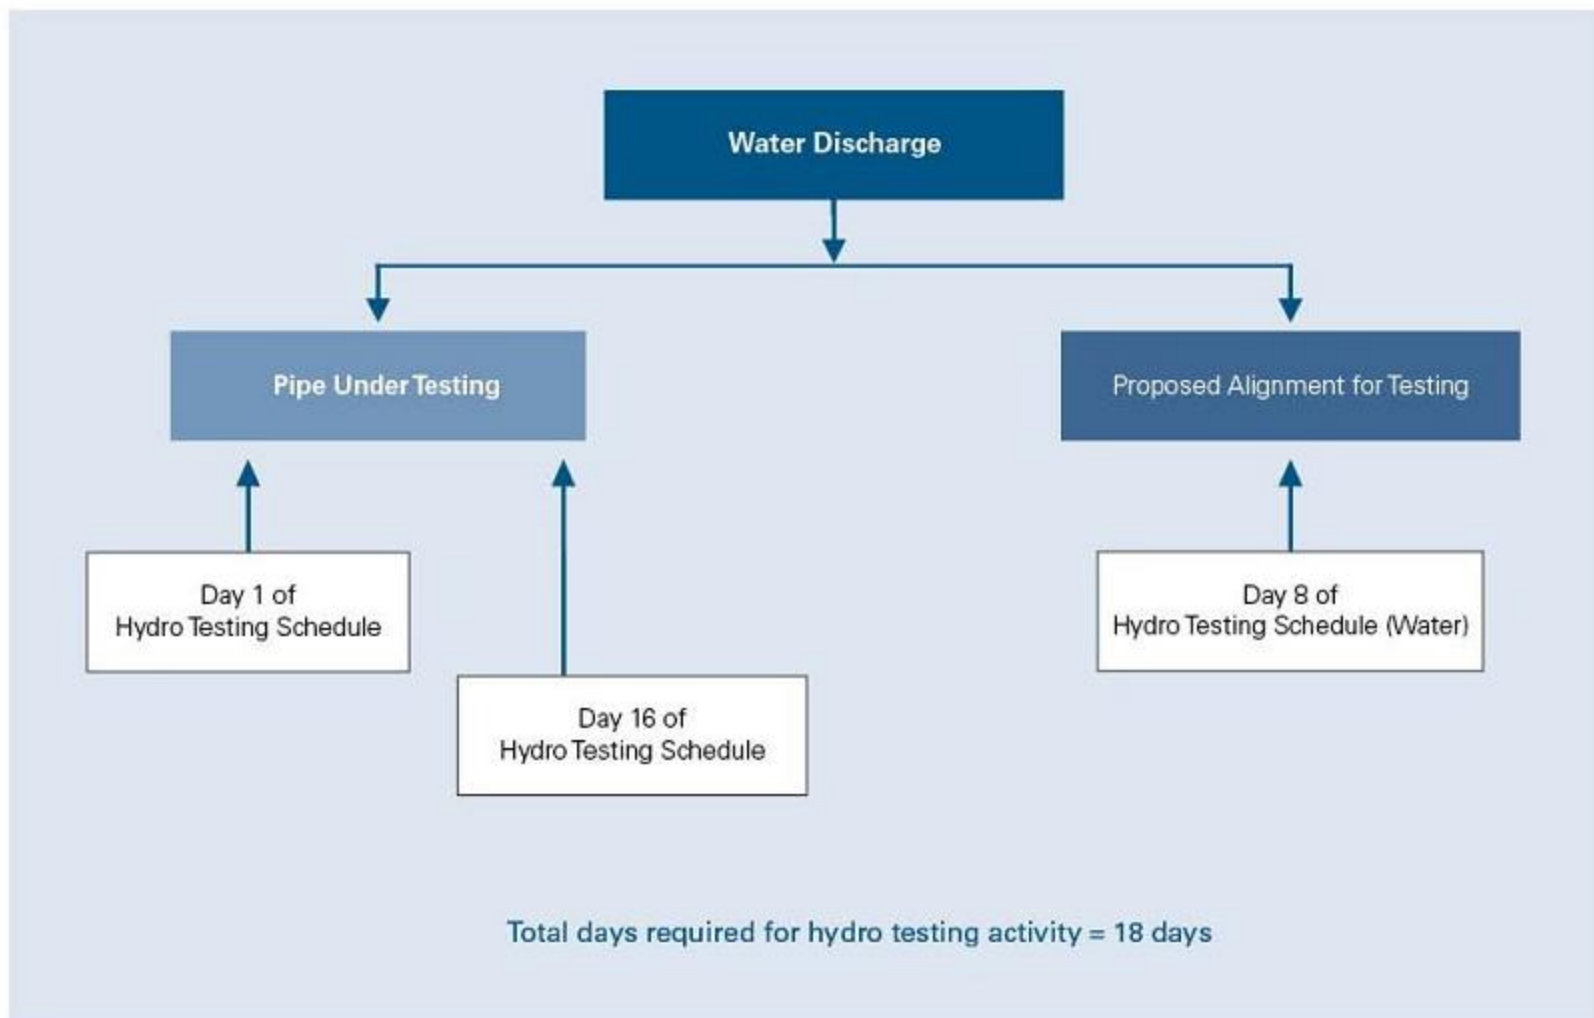 Water Discharge
Pipe Under Testing
Proposed Alignment for Testing
Day 1 of
Hydro Testing Schedule
Day 16 of
Hydro Testing Schedule
Day 8 of
Hydro Testing Schedule (Water)
Total days required for hydro testing activity = 18 days